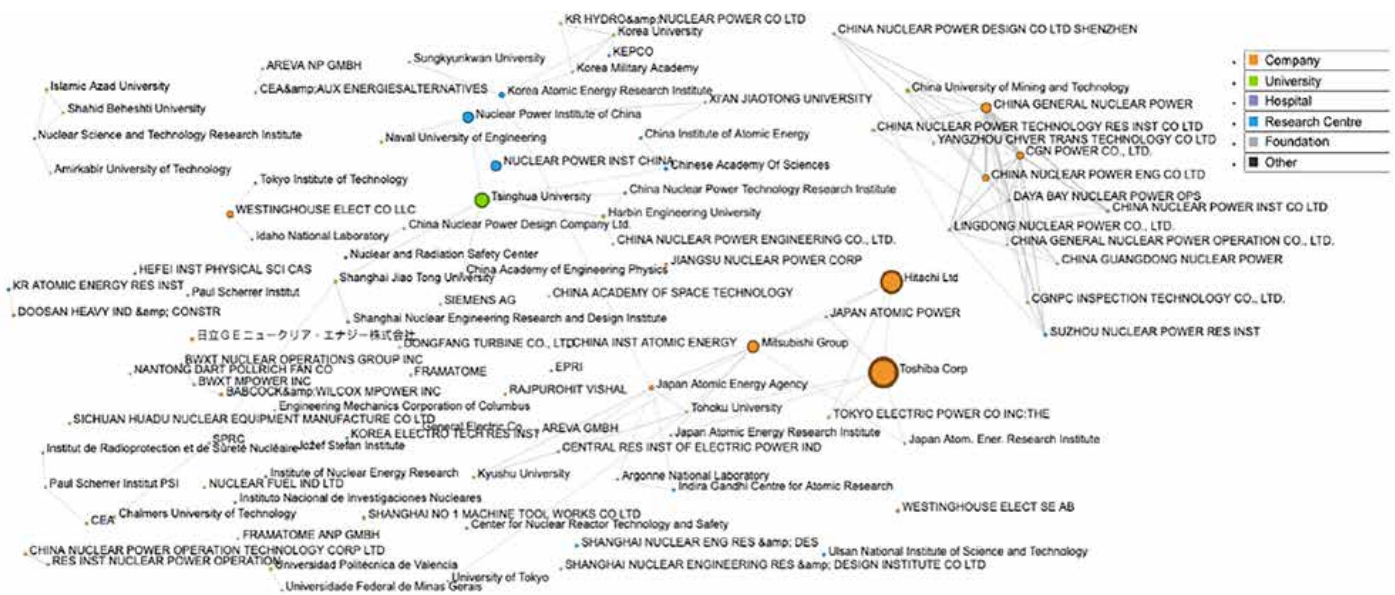 KR HYDRO&amp;NUCLEAR POWER CO LTD
Korea University
CHINA NUCLEAR POWER DESIGN CO LTD SHENZHEN
KEPCO
Sungkyunkwan University
Korea Military Academy
AREVA NP GMBH
Company
University
Hospital
Research Centre
Foundation
Other
Islamic Azad University
CEA&amp;AUX ENERGIESALTERNATIVES
Korea Atomic Energy Research Institute
China University of Mining and Technology
XI'AN JIAOTONG UNIVERSITY
CHINA GENERAL NUCLEAR POWER
Shahid Beheshti University
Nuclear Power Institute of China
CHINA NUCLEAR POWER TECHNOLOGY RES INST CO LTD
Nuclear Science and Technology Research Institute
Naval University of Engineering
China Institute of Atomic Energy
YANGZHOU CHVER TRANS TECHNOLOGY CO LTD
CGN POWER CO., LTD.
NUCLEAR POWER INST CHINA
Chinese Academy Of Sciences
Amirkabir University of Technology
CHINA NUCLEAR POWER ENG CO LTD
Tokyo Institute of Technology
China Nuclear Power Technology Research Institute
Tsinghua University
DAYA BAY NUCLEAR POWER OPS
WESTINGHOUSE ELECT CO LLC
Harbin Engineering University
CHINA NUCLEAR POWER INST CO LTD
China Nuclear Power Design Company Ltd.
LINGDONG NUCLEAR POWER CO., LTD.
Idaho National Laboratory
CHINA NUCLEAR POWER ENGINEERING CO., LTD.
CHINA GENERAL NUCLEAR POWER OPERATION CO., LTD.
Nuclear and Radiation Safety Center
JIANGSU NUCLEAR POWER CORP
CHINA GUANGDONG NUCLEAR POWER
HEFEI INST PHYSICAL SCI CAS
China Academy of Engineering Physics
Shanghai Jiao Tong University
Hitachi Ltd
KR ATOMIC ENERGY RES INST
Paul Scherrer Institut
SIEMENS AG
CHINA ACADEMY OF SPACE TECHNOLOGY
CGNPC INSPECTION TECHNOLOGY CO., LTD.
DOOSAN HEAVY IND &amp; CONSTR
Shanghai Nuclear Engineering Research and Design Institute
JAPAN ATOMIC POWER
SUZHOU NUCLEAR POWER RES INST
日立ＧＥニュークリア・エナジー株式会社
DONGFANG TURBINE CO., LTD
CHINA INST ATOMIC ENERGY
Mitsubishi Group
BWXT NUCLEAR OPERATIONS GROUP INC
NANTONG DART POLLRICH FAN CO
FRAMATOME
EPRI
Toshiba Corp
BWXT MPOWER INC
BABCOCK&amp;WILCOX MPOWER INC
RAJPUROHIT VISHAL
Japan Atomic Energy Agency
Engineering Mechanics Corporation of Columbus
Tohoku University
TOKYO ELECTRIC POWER CO INC:THE
SICHUAN HUADU NUCLEAR EQUIPMENT MANUFACTURE CO LTD
General Electric Co
AREVA GMBH
KOREA ELECTRO TECH RES INST
Japan Atomic Energy Research Institute
Japan Atom. Ener. Research Institute
SPRC
Institut de Radioprotection et de Sûreté Nucléaire
Jožef Stefan Institute
CENTRAL RES INST OF ELECTRIC POWER IND
Institute of Nuclear Energy Research
Kyushu University
Argonne National Laboratory
Paul Scherrer Institut PSI
NUCLEAR FUEL IND LTD
Indira Gandhi Centre for Atomic Research
Instituto Nacional de Investigaciones Nucleares
WESTINGHOUSE ELECT SE AB
CEA
Chalmers University of Technology
SHANGHAI NO 1 MACHINE TOOL WORKS CO LTD
Center for Nuclear Reactor Technology and Safety
FRAMATOME ANP GMBH
SHANGHAI NUCLEAR ENG RES &amp; DES
CHINA NUCLEAR POWER OPERATION TECHNOLOGY CORP LTD
Ulsan National Institute of Science and Technology
RES INST NUCLEAR POWER OPERATION
Universidad Politécnica de Valencia
SHANGHAI NUCLEAR ENGINEERING RES &amp; DESIGN INSTITUTE CO LTD
University of Tokyo
Universidade Federal de Minas Gerais